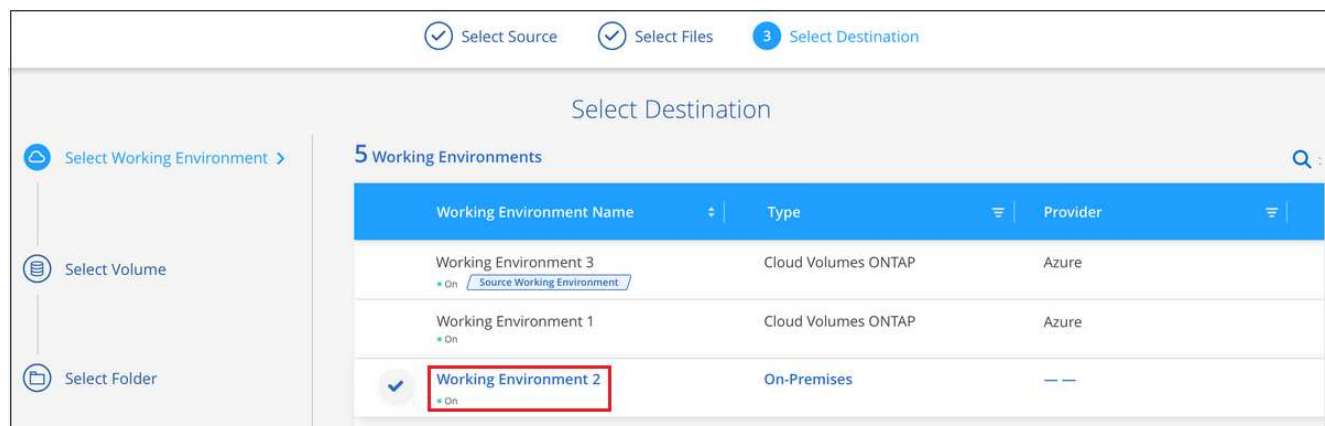 Select Source
Select Files
3 Select Destination
Select Destination
Select Working Environment >
Select Volume
Select Folder
5 Working Environments
Working Environment Name Type Provider
Working Environment 3 Cloud Volumes ONTAP Azure
On Source Working Environment
Working Environment 1 Cloud Volumes ONTAP Azure
On
Working Environment 2 On-Premises — —
On